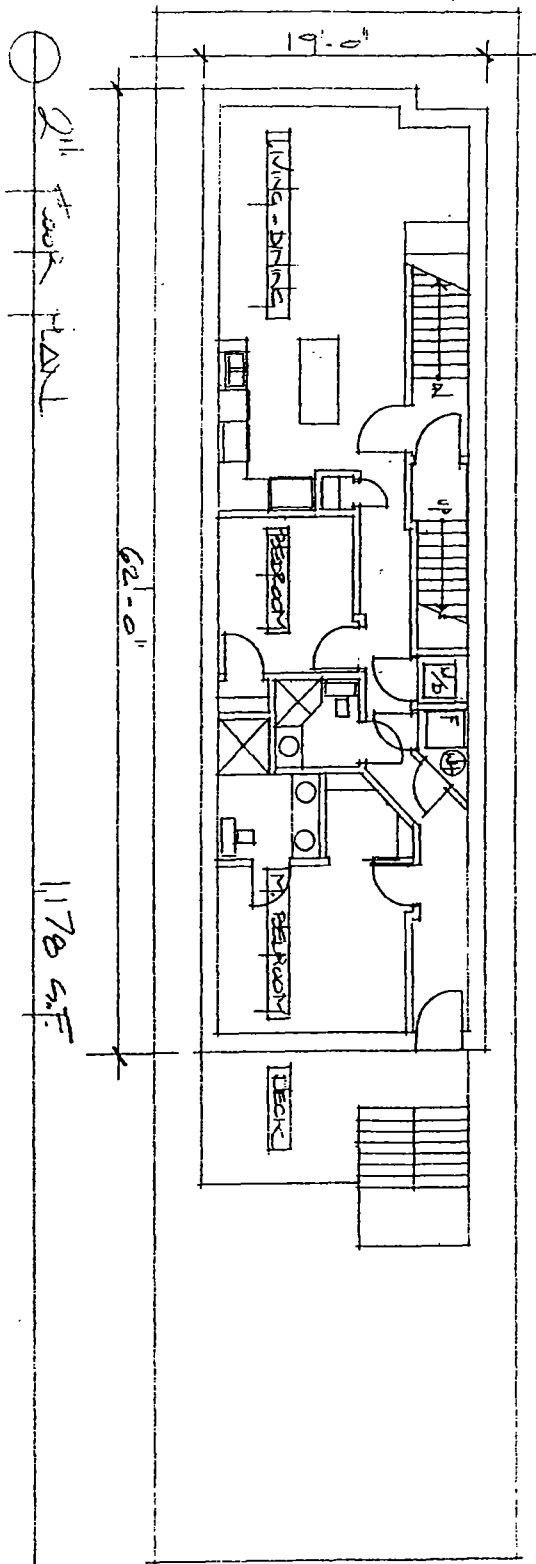 19'-0"
LIVING - DINING
DN
UP
BEDROOM
W/D
F
WH
M. BEDROOM
DECK
62'-0"
2nd FLOOR PLAN
1,178 S.F.